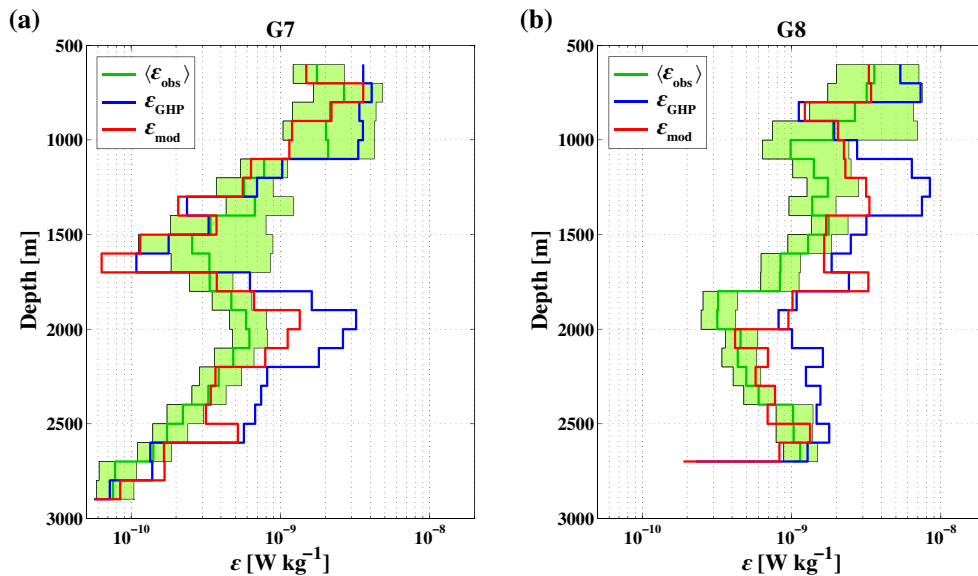 (a)
G7
500
1000
1500
2000
2500
3000
Depth [m]
⟨ε_obs⟩
ε_GHP
ε_mod
10⁻¹⁰
10⁻⁹
10⁻⁸
ε [W kg⁻¹]
(b)
G8
500
1000
1500
2000
2500
3000
Depth [m]
⟨ε_obs⟩
ε_GHP
ε_mod
10⁻¹⁰
10⁻⁹
10⁻⁸
ε [W kg⁻¹]